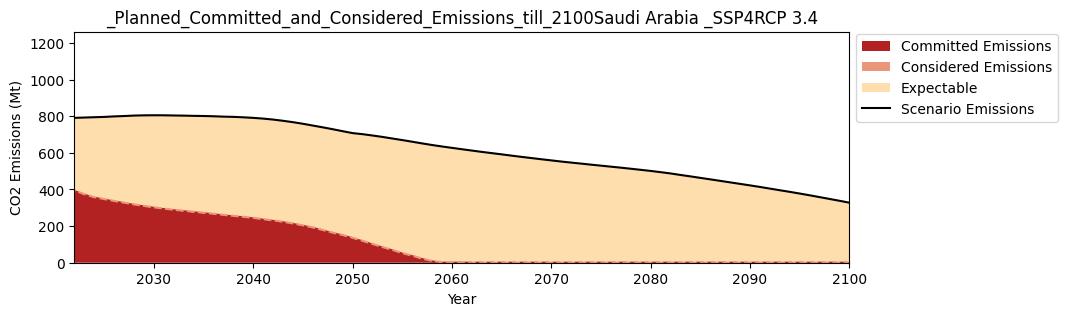 _Planned_Committed_and_Considered_Emissions_till_2100Saudi Arabia _SSP4RCP 3.4
CO2 Emissions (Mt)
1200
1000
800
600
400
200
0
2030 2040 2050 2060 2070 2080 2090 2100
Year
Committed Emissions
Considered Emissions
Expectable
Scenario Emissions